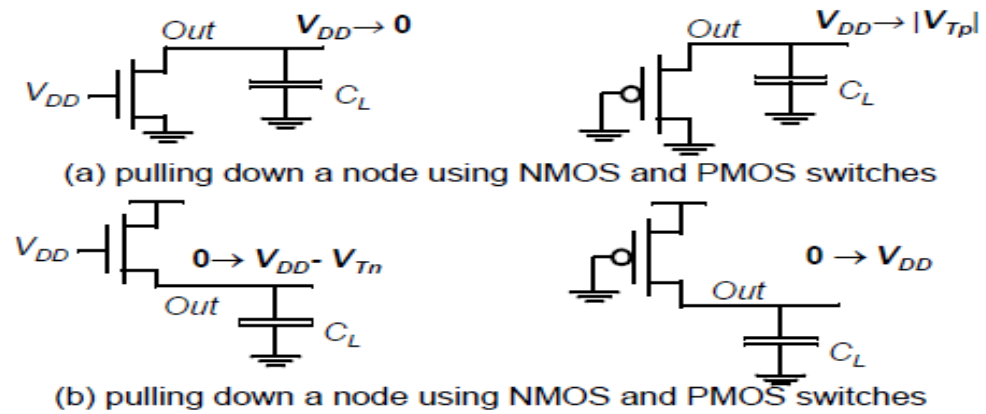 Out V_DD → 0
V_DD
C_L
Out V_DD → |V_Tp|
C_L
(a) pulling down a node using NMOS and PMOS switches
V_DD
0 → V_DD - V_Tn
Out
C_L
0 → V_DD
Out
C_L
(b) pulling down a node using NMOS and PMOS switches